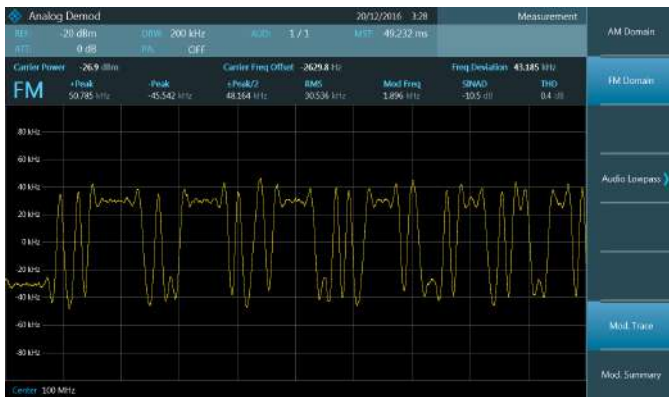 Analog Demod 20/12/2016 3:28 Measurement
REF: -20 dBm DBW: 200 kHz AUD: 1 / 1 MST: 49.232 ms
ATT: 0 dB PA: OFF
Carrier Power -26.9 dBm Carrier Freq Offset -2629.8 Hz Freq Deviation 43.185 kHz
FM +Peak -Peak ±Peak/2 RMS Mod Freq SINAD THD
50.785 kHz -45.542 kHz 48.164 kHz 30.536 kHz 1.896 kHz -10.5 dB 0.4 dB
80 kHz
60 kHz
40 kHz
20 kHz
0 kHz
-20 kHz
-40 kHz
-60 kHz
-80 kHz
Center 100 MHz
AM Domain
FM Domain
Audio Lowpass
Mod. Trace
Mod. Summary